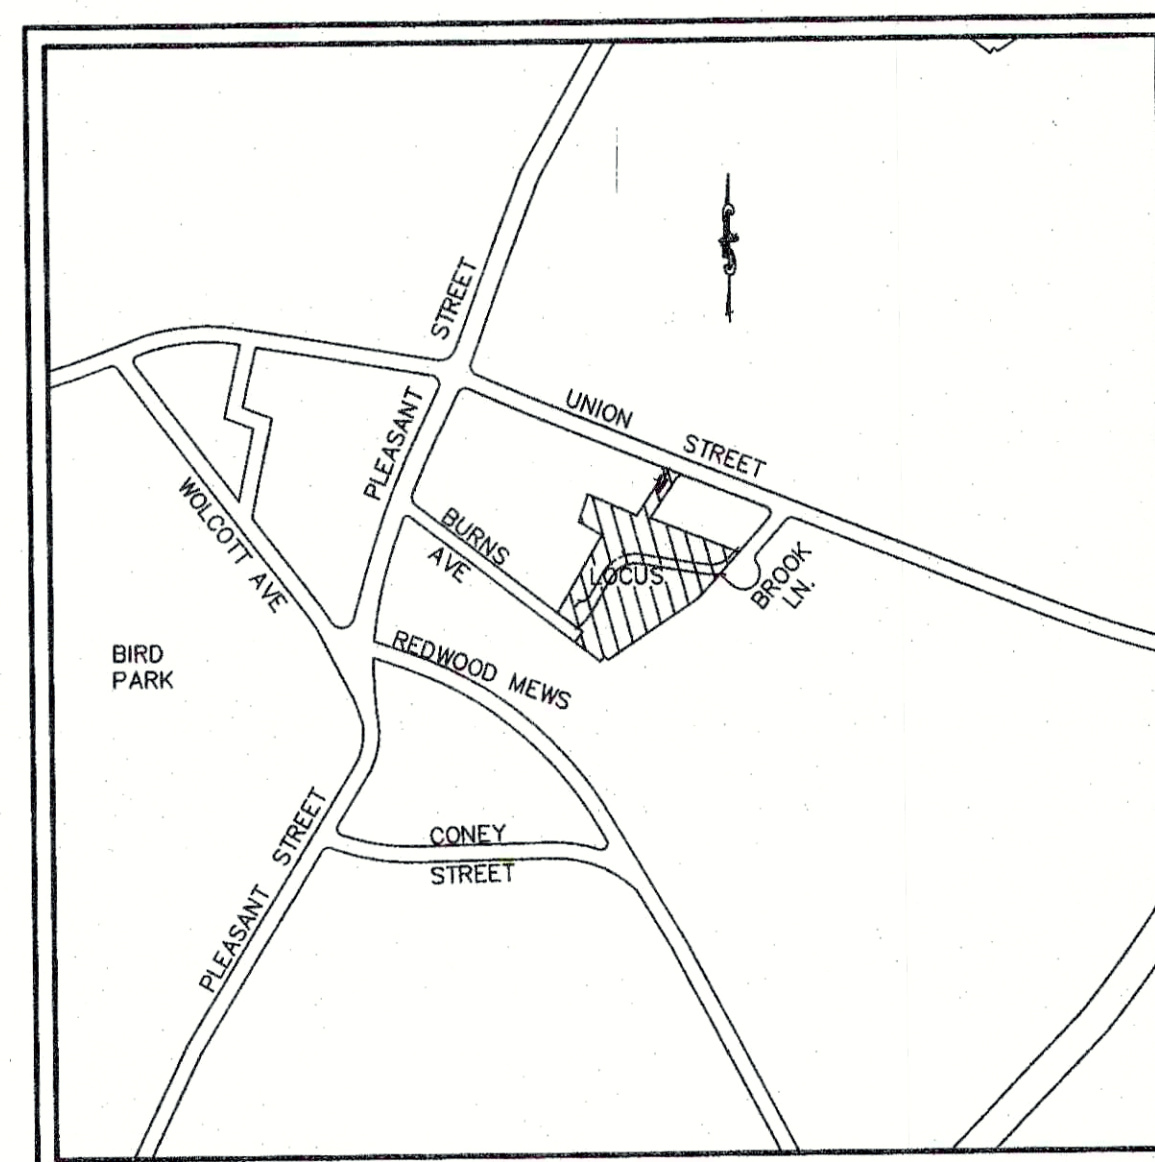 STREET
PLEASANT
UNION
STREET
WOLCOTT AVE
BURNS
AVE
LOCUS
BROOK
LN.
BIRD
PARK
REDWOOD MEWS
PLEASANT STREET
CONEY
STREET